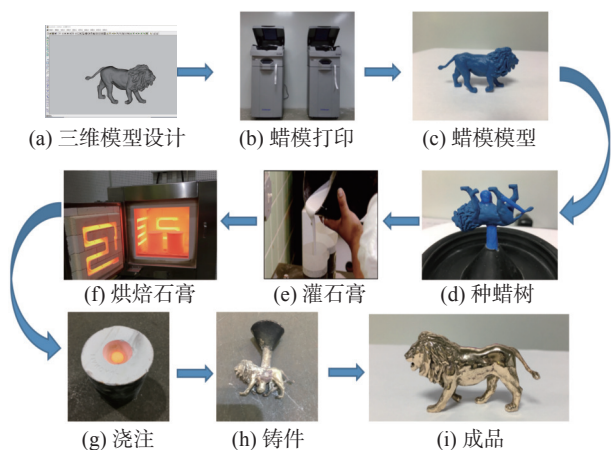 (a) 三维模型设计
(b) 蜡模打印
(c) 蜡模模型
(f) 烘焙石膏
(e) 灌石膏
(d) 种蜡树
(g) 浇注
(h) 铸件
(i) 成品